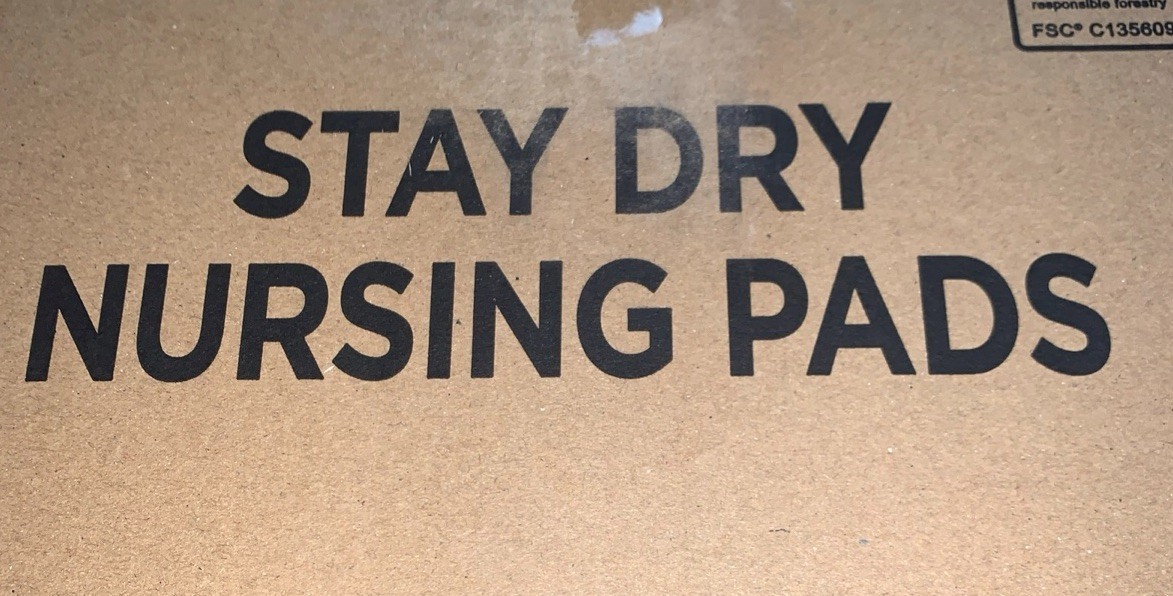 responsible forestry
FSC® C135609
STAY DRY
NURSING PADS